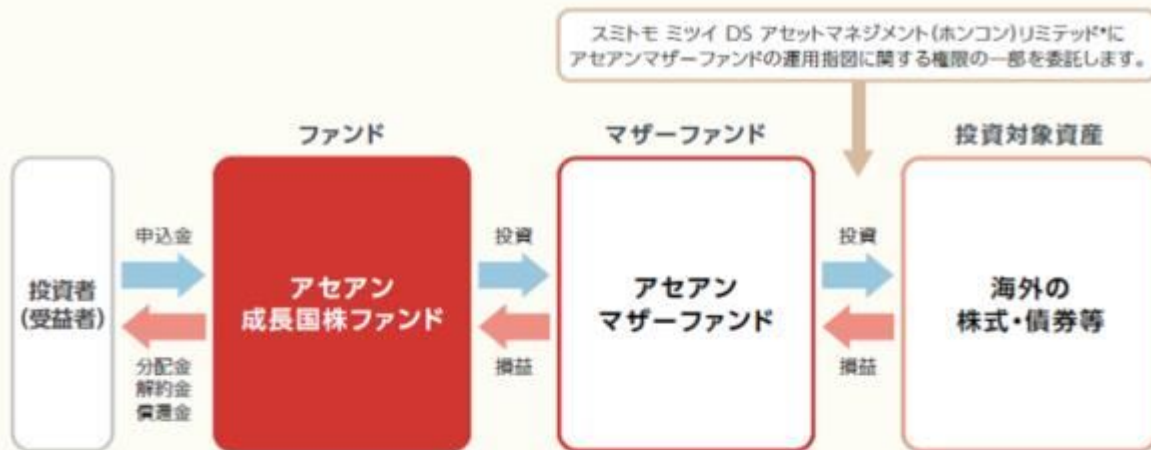 スミトモ ミツイ DS アセットマネジメント(ホンコン)リミテッド*に
アセアンマザーファンドの運用指図に関する権限の一部を委託します。
ファンド
マザーファンド
投資対象資産
投資者
(受益者)
申込金
分配金
解約金
償還金
アセアン
成長国株ファンド
投資
損益
アセアン
マザーファンド
投資
損益
海外の
株式・債券等